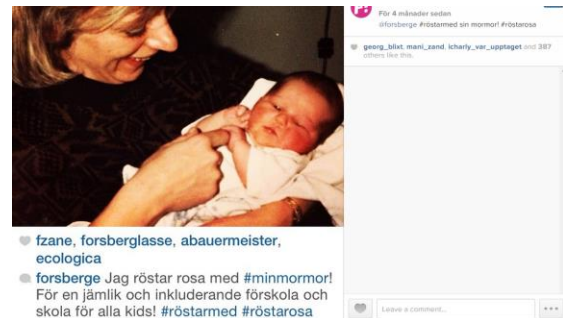 För 4 månader sedan
@forsberge #röstarmed sin mormor! #röstarosa
georg_blixt, mani_zand, icharly_var_upptaget and 387
others like this.
fzane, forsberglasse, abauermeister,
ecologica
forsberge Jag röstar rosa med #minmormor!
För en jämlik och inkluderande förskola och
skola för alla kids! #röstarmed #röstarosa
Leave a comment...